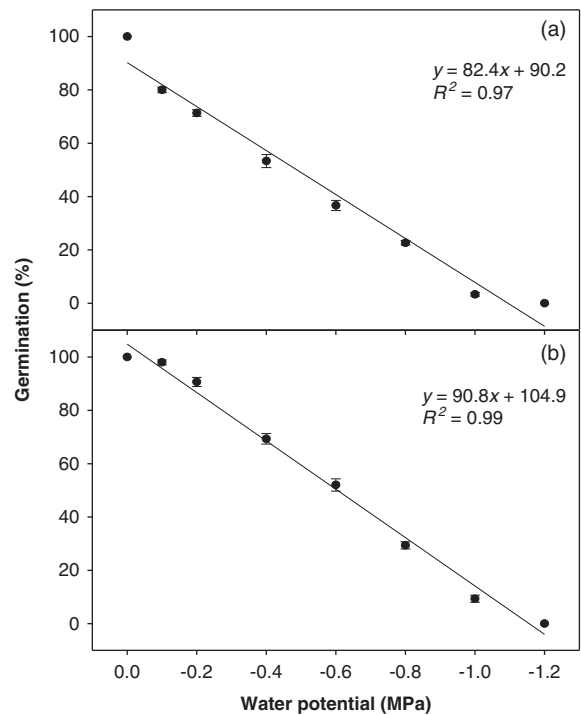 (a)
y = 82.4x + 90.2
R² = 0.97
100
80
60
40
20
0
(b)
y = 90.8x + 104.9
R² = 0.99
100
80
60
40
20
0
Germination (%)
0.0 -0.2 -0.4 -0.6 -0.8 -1.0 -1.2
Water potential (MPa)